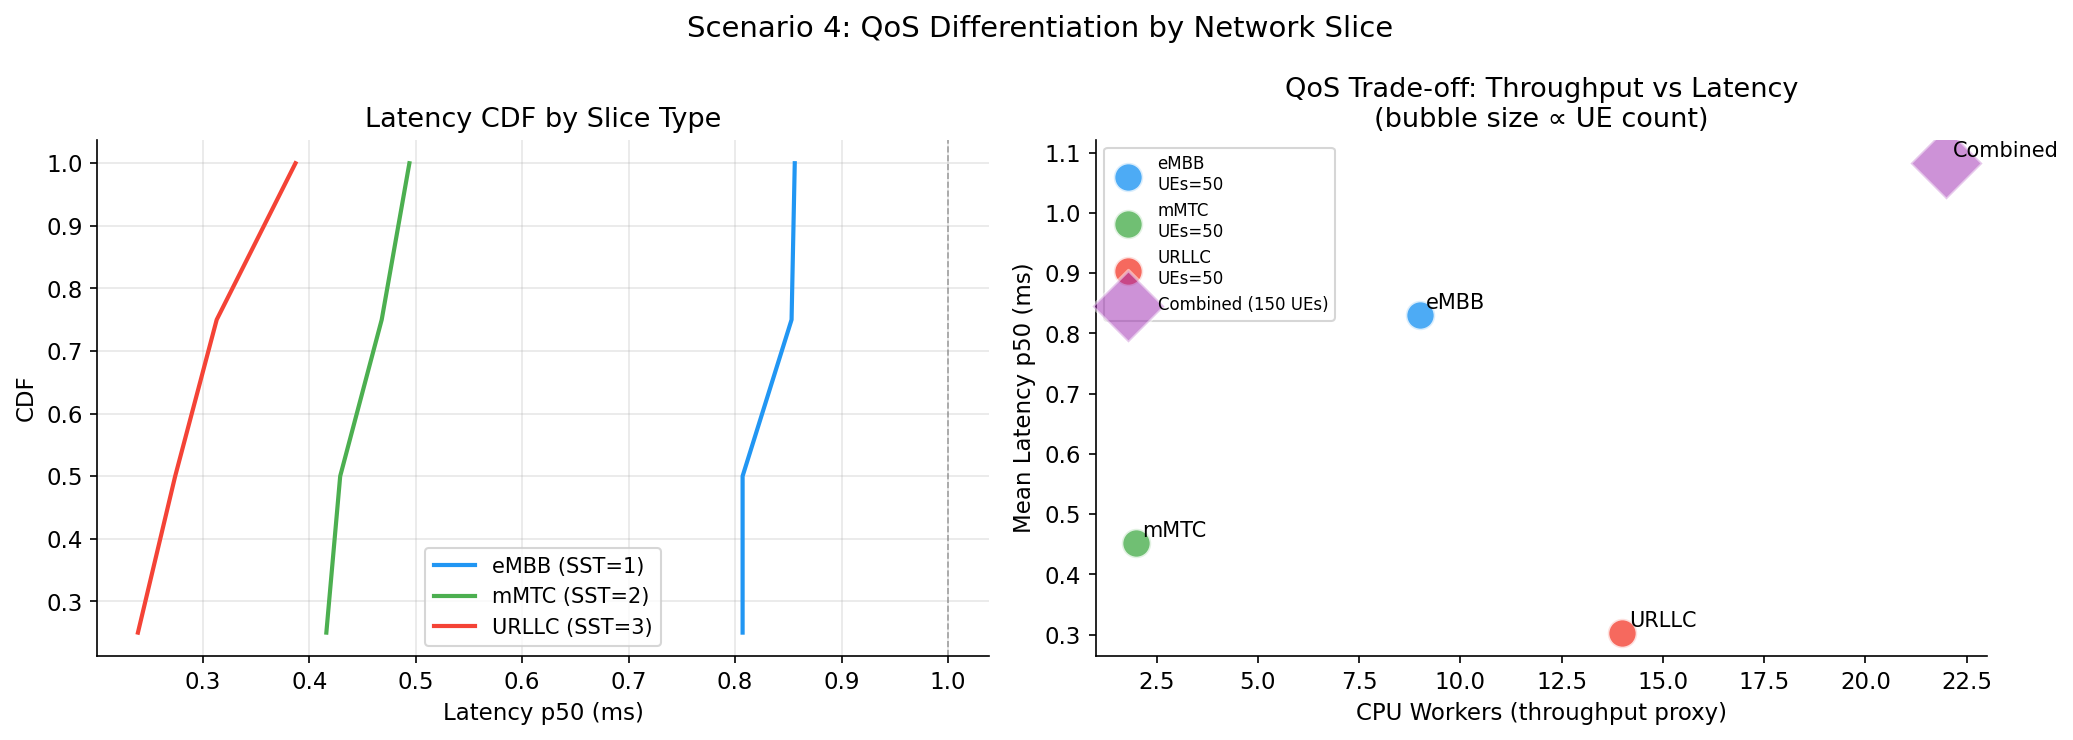 Scenario 4: QoS Differentiation by Network Slice
Latency CDF by Slice Type
CDF
1.0
0.9
0.8
0.7
0.6
0.5
0.4
0.3
eMBB (SST=1)
mMTC (SST=2)
URLLC (SST=3)
0.3 0.4 0.5 0.6 0.7 0.8 0.9 1.0
Latency p50 (ms)
QoS Trade-off: Throughput vs Latency
(bubble size ∝ UE count)
Mean Latency p50 (ms)
1.1
1.0
0.9
0.8
0.7
0.6
0.5
0.4
0.3
eMBB
UEs=50
mMTC
UEs=50
URLLC
UEs=50
Combined (150 UEs)
Combined
eMBB
mMTC
URLLC
2.5 5.0 7.5 10.0 12.5 15.0 17.5 20.0 22.5
CPU Workers (throughput proxy)